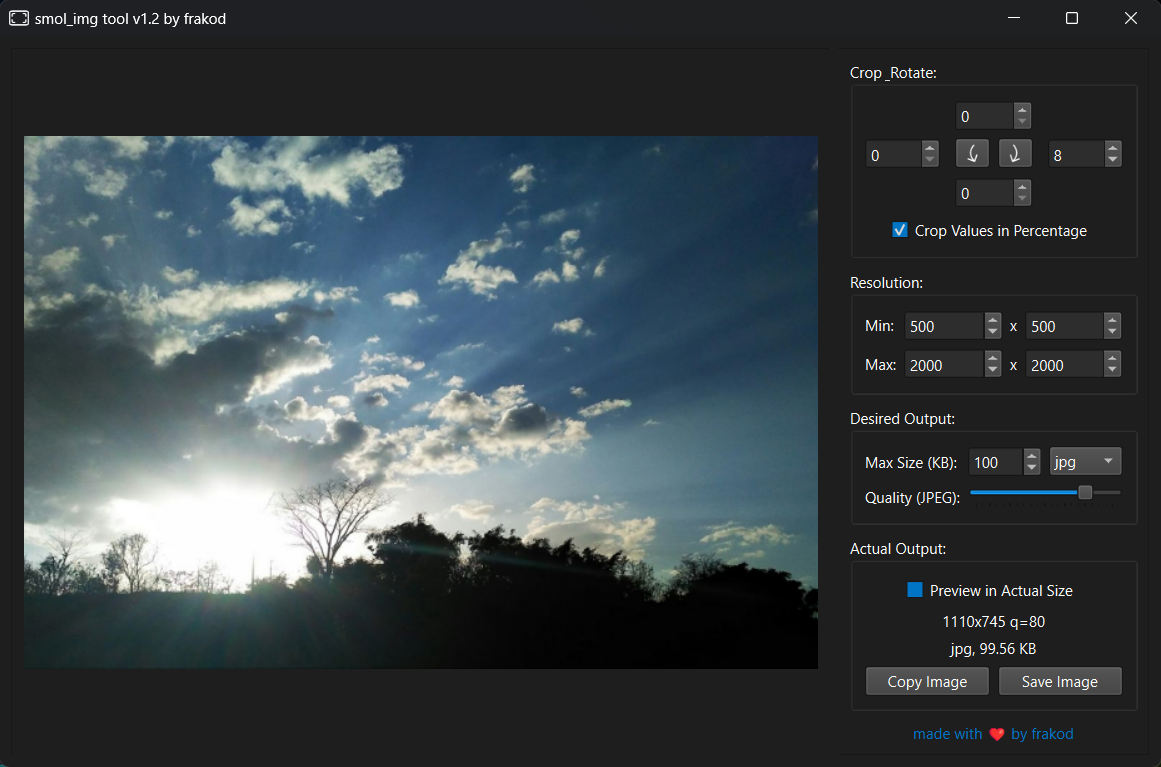 smol_img tool v1.2 by frakod
Crop _Rotate:
0
0
8
0
Crop Values in Percentage
Resolution:
Min: 500 x 500
Max: 2000 x 2000
Desired Output:
Max Size (KB): 100 jpg
Quality (JPEG):
Actual Output:
Preview in Actual Size
1110x745 q=80
jpg, 99.56 KB
Copy Image Save Image
made with ❤️ by frakod